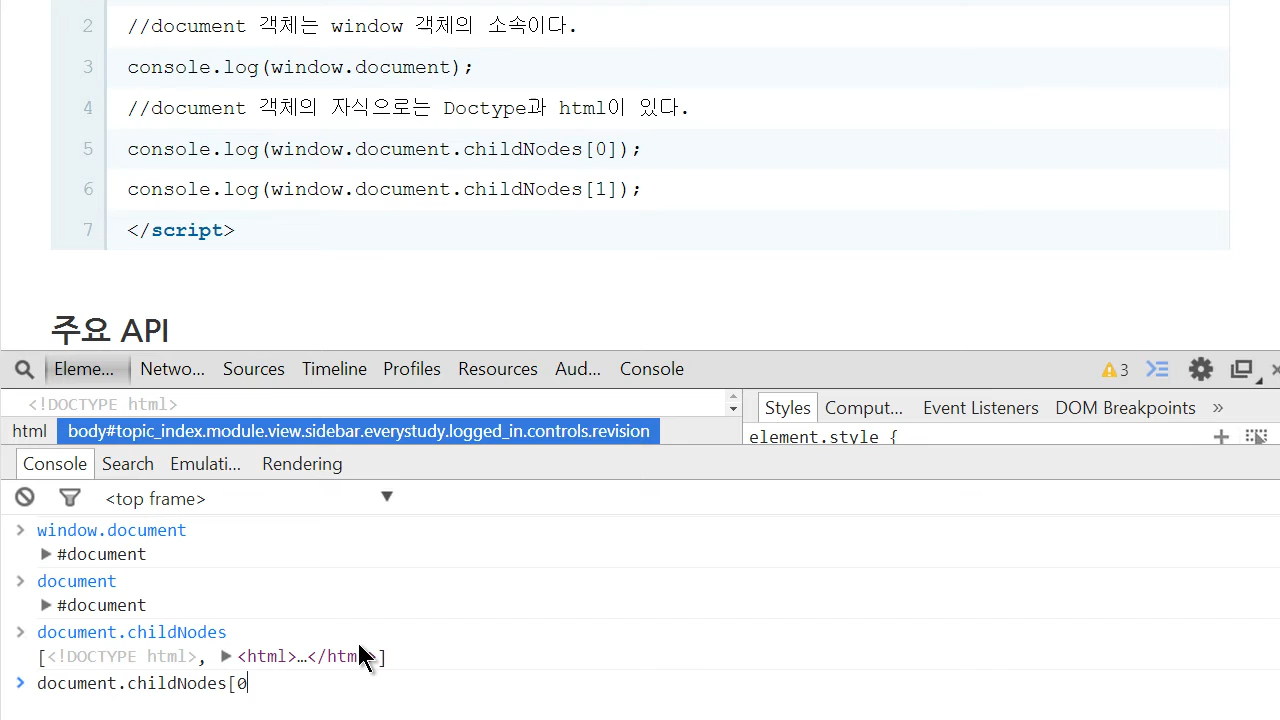 2 //document 객체는 window 객체의 소속이다.
3 console.log(window.document);
4 //document 객체의 자식으로는 Doctype과 html이 있다.
5 console.log(window.document.childNodes[0]);
6 console.log(window.document.childNodes[1]);
7 </script>
주요 API
Eleme... Netwo... Sources Timeline Profiles Resources Aud... Console 3
<!DOCTYPE html>
Styles Comput... Event Listeners DOM Breakpoints »
html body#topic_index.module.view.sidebar.everystudy.logged_in.controls.revision
element.style {
Console Search Emulati... Rendering
<top frame>
> window.document
#document
> document
#document
> document.childNodes
[<!DOCTYPE html>, <html>…</html>]
> document.childNodes[0